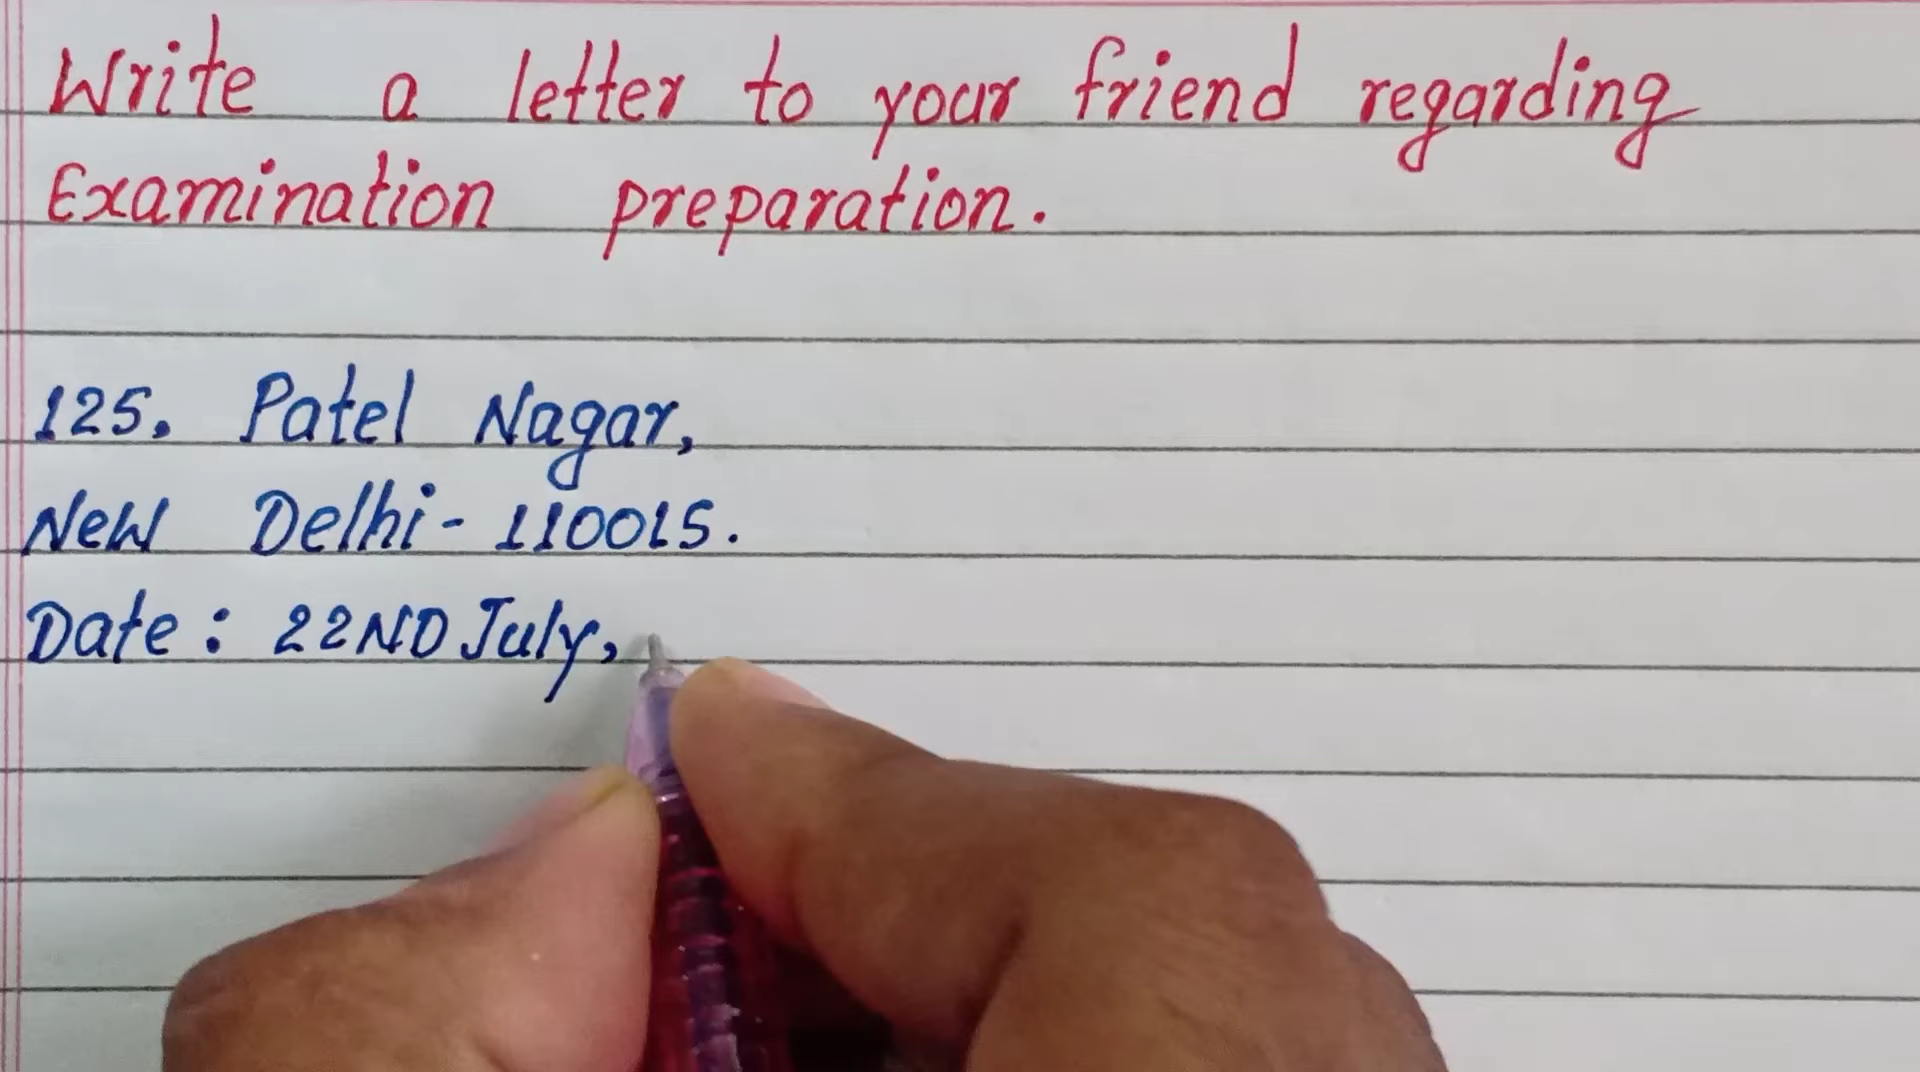 Write a letter to your friend regarding
Examination preparation.
125, Patel Nagar,
New Delhi - 110015.
Date : 22ND July,